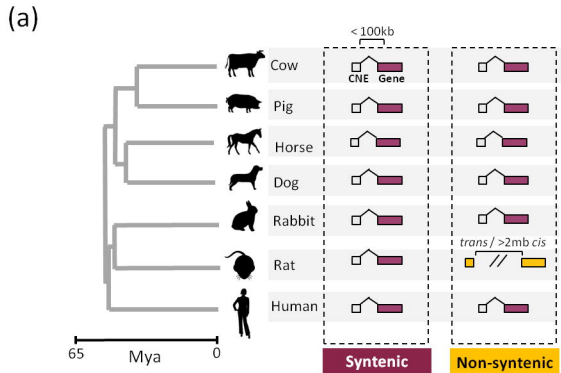 (a)
< 100kb
Cow
CNE Gene
Pig
Horse
Dog
Rabbit
trans / >2mb cis
Rat
Human
65 Mya 0
Syntenic
Non-syntenic